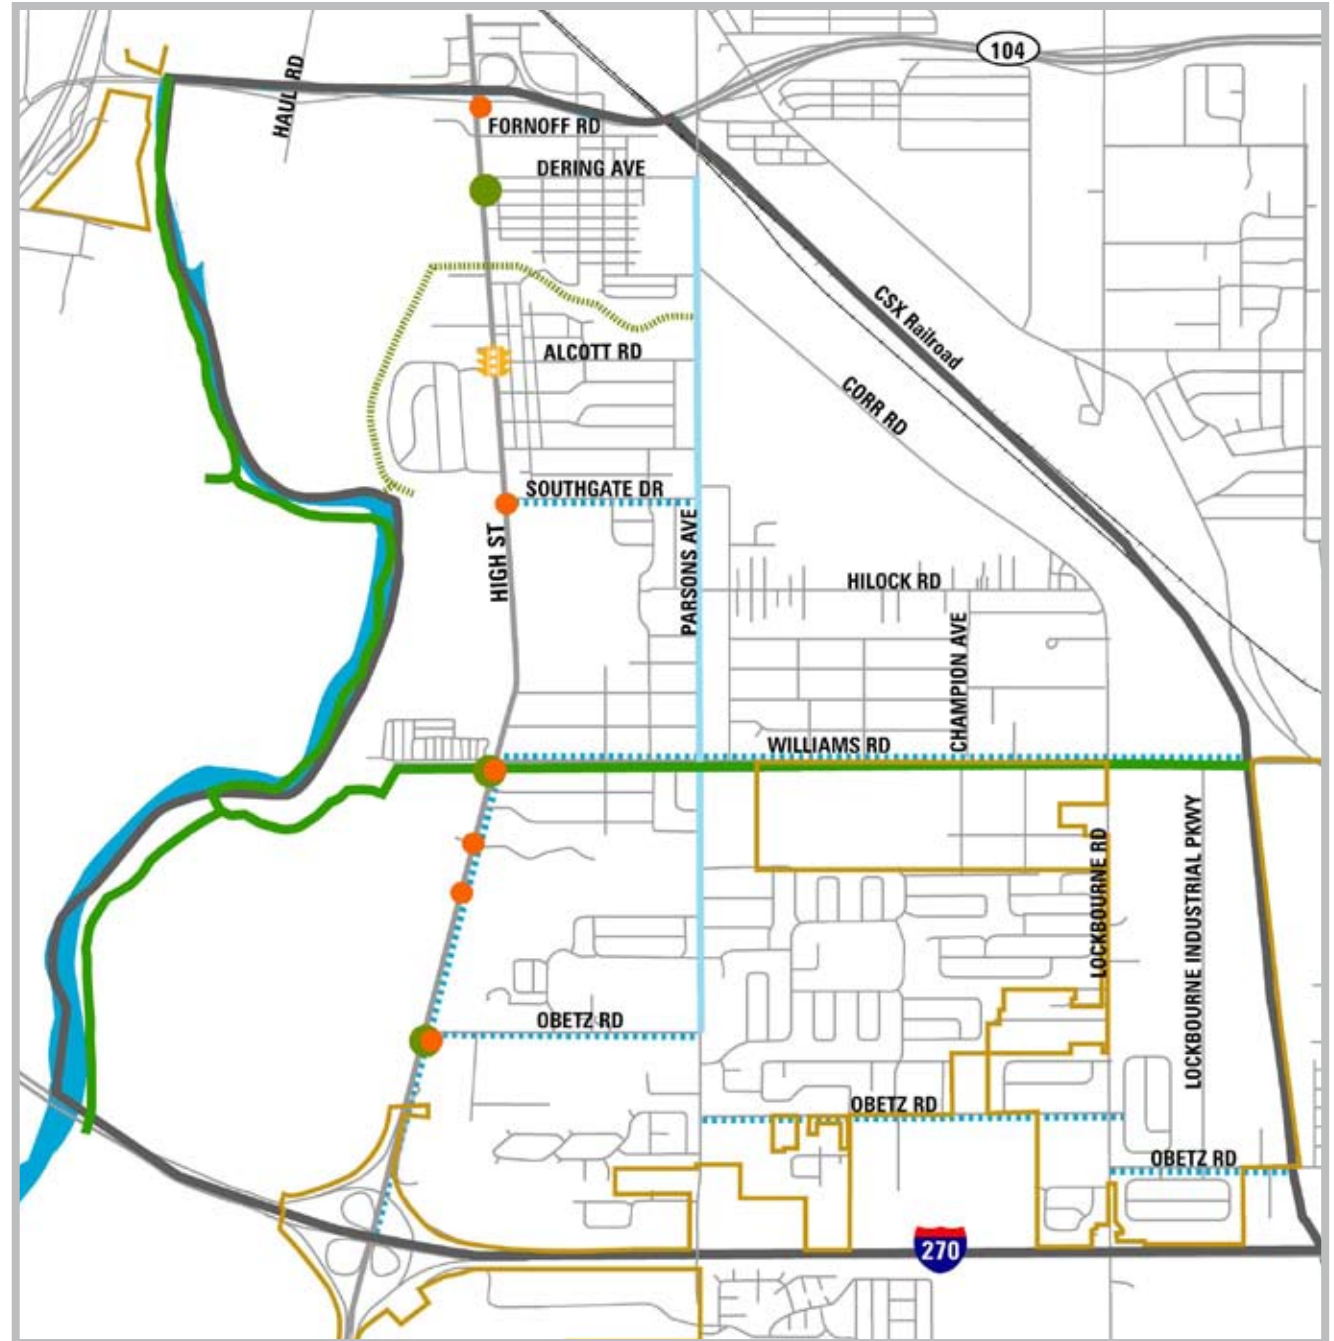 104
HAUL RD
FORNOFF RD
DERING AVE
CSX Railroad
ALCOTT RD
CORR RD
SOUTHGATE DR
HIGH ST
PARSONS AVE
HILOCK RD
CHAMPION AVE
WILLIAMS RD
LOCKBOURNE RD
LOCKBOURNE INDUSTRIAL PKWY
OBETZ RD
OBETZ RD
OBETZ RD
270